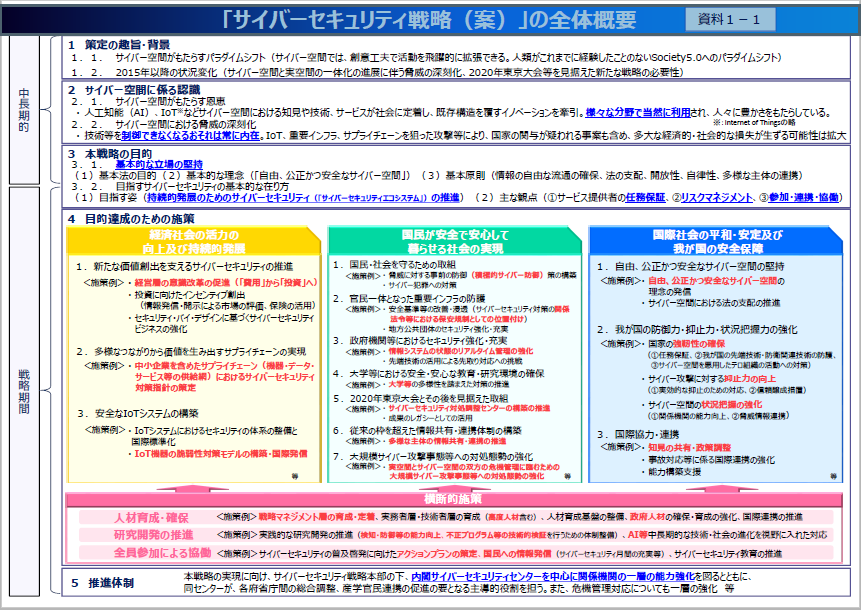 「サイバーセキュリティ戦略（案）」の全体概要
資料１－１
中長期的
戦略期間
１ 策定の趣旨・背景
１．１． サイバー空間がもたらすパラダイムシフト（サイバー空間では、創意工夫で活動を飛躍的に拡張できる。人類がこれまでに経験したことのないSociety5.0へのパラダイムシフト）
１．２． 2015年以降の状況変化（サイバー空間と実空間の一体化の進展に伴う脅威の深刻化、2020年東京大会等を見据えた新たな戦略の必要性）
２ サイバー空間に係る認識
２．１． サイバー空間がもたらす恩恵
・人工知能（AI）、IoT※などサイバー空間における知見や技術、サービスが社会に定着し、既存構造を覆すイノベーションを牽引。様々な分野で当然に利用され、人々に豊かさをもたらしている。
※: Internet of Thingsの略
２．２． サイバー空間における脅威の深刻化
・技術等を制御できなくなるおそれは常に内在。IoT、重要インフラ、サプライチェーンを狙った攻撃等により、国家の関与が疑われる事案も含め、多大な経済的・社会的な損失が生ずる可能性は拡大
３ 本戦略の目的
３．１． 基本的な立場の堅持
（１）基本法の目的（２）基本的な理念（「自由、公正かつ安全なサイバー空間」）（３）基本原則（情報の自由な流通の確保、法の支配、開放性、自律性、多様な主体の連携）
３．２． 目指すサイバーセキュリティの基本的な在り方
（１）目指す姿（持続的発展のためのサイバーセキュリティ（「サイバーセキュリティエコシステム」）の推進）（２）主な観点（①サービス提供者の任務保証、②リスクマネジメント、③参加・連携・協働）
４ 目的達成のための施策
経済社会の活力の
向上及び持続的発展
１．新たな価値創出を支えるサイバーセキュリティの推進
＜施策例＞・経営層の意識改革の促進（「費用」から「投資」へ）
・投資に向けたインセンティブ創出
（情報発信・開示による市場の評価、保険の活用）
・セキュリティ・バイ・デザインに基づくサイバーセキュリティ
ビジネスの強化
２．多様なつながりから価値を生み出すサプライチェーンの実現
＜施策例＞・中小企業を含めたサプライチェーン（機器・データ・
サービス等の供給網）におけるサイバーセキュリティ
対策指針の策定
３．安全なIoTシステムの構築
＜施策例＞・IoTシステムにおけるセキュリティの体系の整備と
国際標準化
・IoT機器の脆弱性対策モデルの構築・国際発信
等
国民が安全で安心して
暮らせる社会の実現
１．国民・社会を守るための取組
＜施策例＞・脅威に対する事前の防御（積極的サイバー防御）策の構築
・サイバー犯罪への対策
２．官民一体となった重要インフラの防護
＜施策例＞・安全基準等の改善・浸透（サイバーセキュリティ対策の関係
法令等における保安規制としての位置付け）
・地方公共団体のセキュリティ強化・充実
３．政府機関等におけるセキュリティ強化・充実
＜施策例＞・情報システムの状態のリアルタイム管理の強化
・先端技術の活用による先取り対応への挑戦
４．大学等における安全・安心な教育・研究環境の確保
＜施策例＞・大学等の多様性を踏まえた対策の推進
５．2020年東京大会とその後を見据えた取組
＜施策例＞・サイバーセキュリティ対処調整センターの構築の推進
・成果のレガシーとしての活用
６．従来の枠を超えた情報共有・連携体制の構築
＜施策例＞・多様な主体の情報共有・連携の推進
７．大規模サイバー攻撃事態等への対処態勢の強化
＜施策例＞・実空間とサイバー空間の双方の危機管理に臨むための
大規模サイバー攻撃事態等への対処態勢の強化
等
国際社会の平和・安定及び
我が国の安全保障
１．自由、公正かつ安全なサイバー空間の堅持
＜施策例＞・自由、公正かつ安全なサイバー空間の
理念の発信
・サイバー空間における法の支配の推進
２．我が国の防御力・抑止力・状況把握力の強化
＜施策例＞・国家の強靭性の確保
（①任務保証、②我が国の先端技術・防衛関連技術の防護、
③サイバー空間を悪用したテロ組織の活動への対策）
・サイバー攻撃に対する抑止力の向上
（①実効的な抑止のための対応、②信頼醸成措置）
・サイバー空間の状況把握の強化
（①関係機関の能力向上、②脅威情報連携）
３．国際協力・連携
＜施策例＞・知見の共有・政策調整
・事故対応等に係る国際連携の強化
・能力構築支援
等
横断的施策
人材育成・確保 ＜施策例＞戦略マネジメント層の育成・定着、実務者層・技術者層の育成（高度人材含む）、人材育成基盤の整備、政府人材の確保・育成の強化、国際連携の推進
研究開発の推進 ＜施策例＞実践的な研究開発の推進（検知・防御等の能力向上、不正プログラム等の技術的検証を行うための体制整備）、AI等中長期的な技術・社会の進化を視野に入れた対応
全員参加による協働 ＜施策例＞サイバーセキュリティの普及啓発に向けたアクションプランの策定、国民への情報発信（サイバーセキュリティ月間の充実等）、サイバーセキュリティ教育の推進
５ 推進体制
本戦略の実現に向け、サイバーセキュリティ戦略本部の下、内閣サイバーセキュリティセンターを中心に関係機関の一層の能力強化を図るとともに、
同センターが、各府省庁間の総合調整、産学官民連携の促進の要となる主導的役割を担う。また、危機管理対応についても一層の強化 等